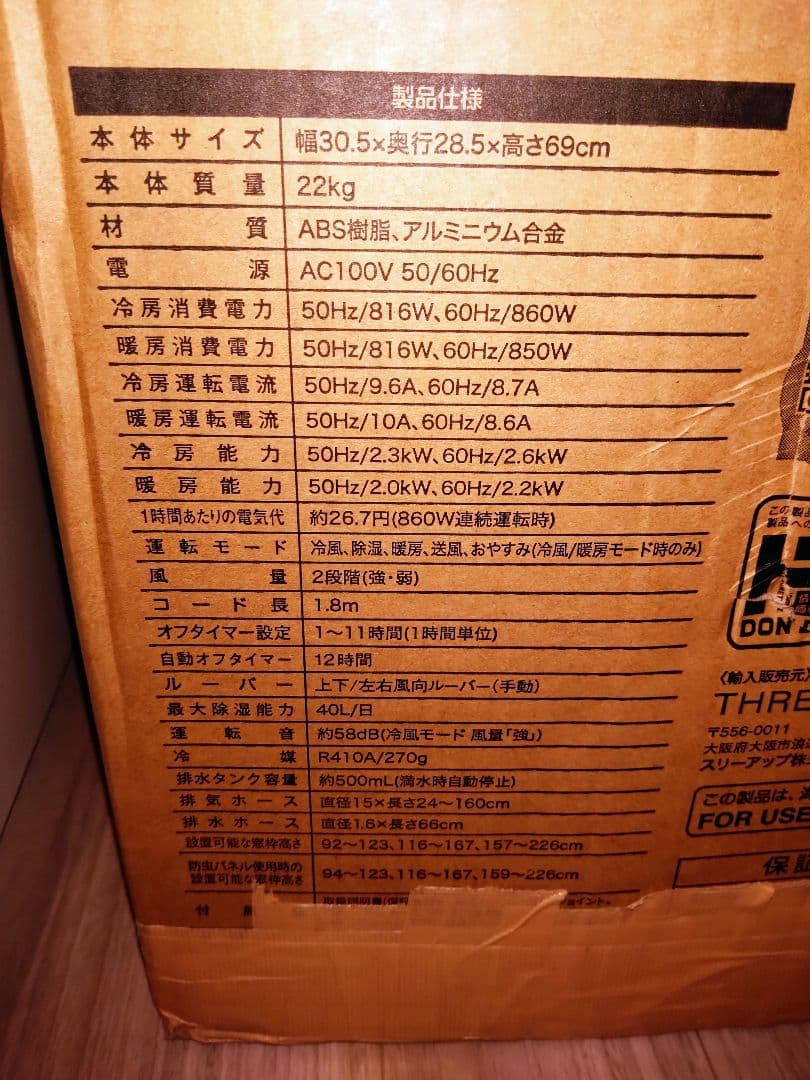 製品仕様
本体サイズ 幅30.5×奥行28.5×高さ69cm
本体質量 22kg
材質 ABS樹脂、アルミニウム合金
電源 AC100V 50/60Hz
冷房消費電力 50Hz/816W、60Hz/860W
暖房消費電力 50Hz/816W、60Hz/850W
冷房運転電流 50Hz/9.6A、60Hz/8.7A
暖房運転電流 50Hz/10A、60Hz/8.6A
冷房能力 50Hz/2.3kW、60Hz/2.6kW
暖房能力 50Hz/2.0kW、60Hz/2.2kW
1時間あたりの電気代 約26.7円(860W連続運転時)
運転モード 冷風、除湿、暖房、送風、おやすみ(冷風/暖房モード時のみ)
風量 2段階(強・弱)
コード長 1.8m
オフタイマー設定 1～11時間(1時間単位)
自動オフタイマー 12時間
ルーバー 上下/左右風向ルーバー(手動)
最大除湿能力 40L/日
運転音 約58dB(冷風モード 風量「強」)
冷媒 R410A/270g
排水タンク容量 約500mL(満水時自動停止)
排気ホース 直径15×長さ24～160cm
排水ホース 直径1.6×長さ66cm
設置可能な窓枠高さ 92～123、116～167、157～226cm
防虫パネル使用時の
設置可能な窓枠高さ 94～123、116～167、159～226cm
付
この製
製品への
DON
〈輸入販売元〉
THRE
〒556-0011
大阪府大阪市浪速
スリーアップ株
この製品は、
FOR USE
保証